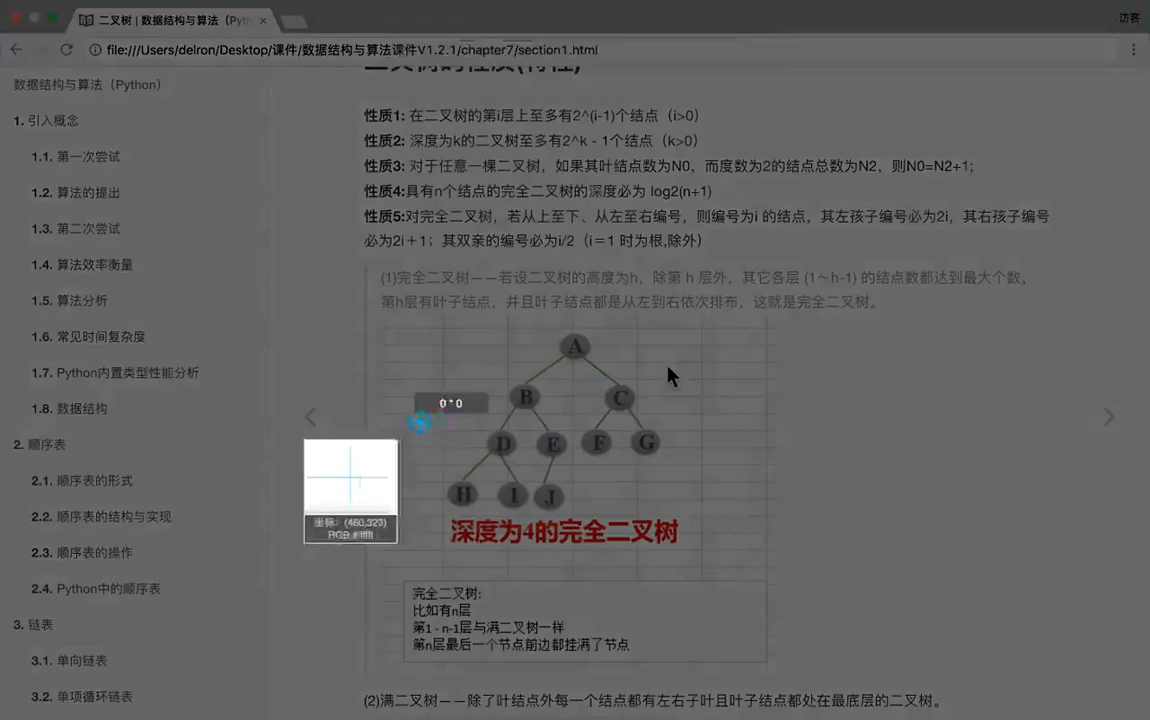 二叉树 | 数据结构与算法（Pyth
访客
file:///Users/delron/Desktop/课件/数据结构与算法课件V1.2.1/chapter7/section1.html
数据结构与算法（Python）
1. 引入概念
1.1. 第一次尝试
1.2. 算法的提出
1.3. 第二次尝试
1.4. 算法效率衡量
1.5. 算法分析
1.6. 常见时间复杂度
1.7. Python内置类型性能分析
1.8. 数据结构
2. 顺序表
2.1. 顺序表的形式
2.2. 顺序表的结构与实现
2.3. 顺序表的操作
2.4. Python中的顺序表
3. 链表
3.1. 单向链表
3.2. 单项循环链表
二叉树的性质(特性)
性质1: 在二叉树的第i层上至多有2^(i-1)个结点（i>0）
性质2: 深度为k的二叉树至多有2^k - 1个结点（k>0）
性质3: 对于任意一棵二叉树，如果其叶结点数为N0，而度数为2的结点总数为N2，则N0=N2+1;
性质4:具有n个结点的完全二叉树的深度必为 log2(n+1)
性质5:对完全二叉树，若从上至下、从左至右编号，则编号为i 的结点，其左孩子编号必为2i，其右孩子编号
必为2i＋1；其双亲的编号必为i/2（i＝1 时为根,除外）
(1)完全二叉树——若设二叉树的高度为h，除第 h 层外，其它各层 (1～h-1) 的结点数都达到最大个数，
第h层有叶子结点，并且叶子结点都是从左到右依次排布，这就是完全二叉树。
A
B C
0 * 0
D E F G
H I J
坐标: (460,329)
RGB:#ffffff
深度为4的完全二叉树
完全二叉树:
比如有n层
第1 - n-1层与满二叉树一样
第n层最后一个节点前边都挂满了节点
(2)满二叉树——除了叶结点外每一个结点都有左右子叶且叶子结点都处在最底层的二叉树。